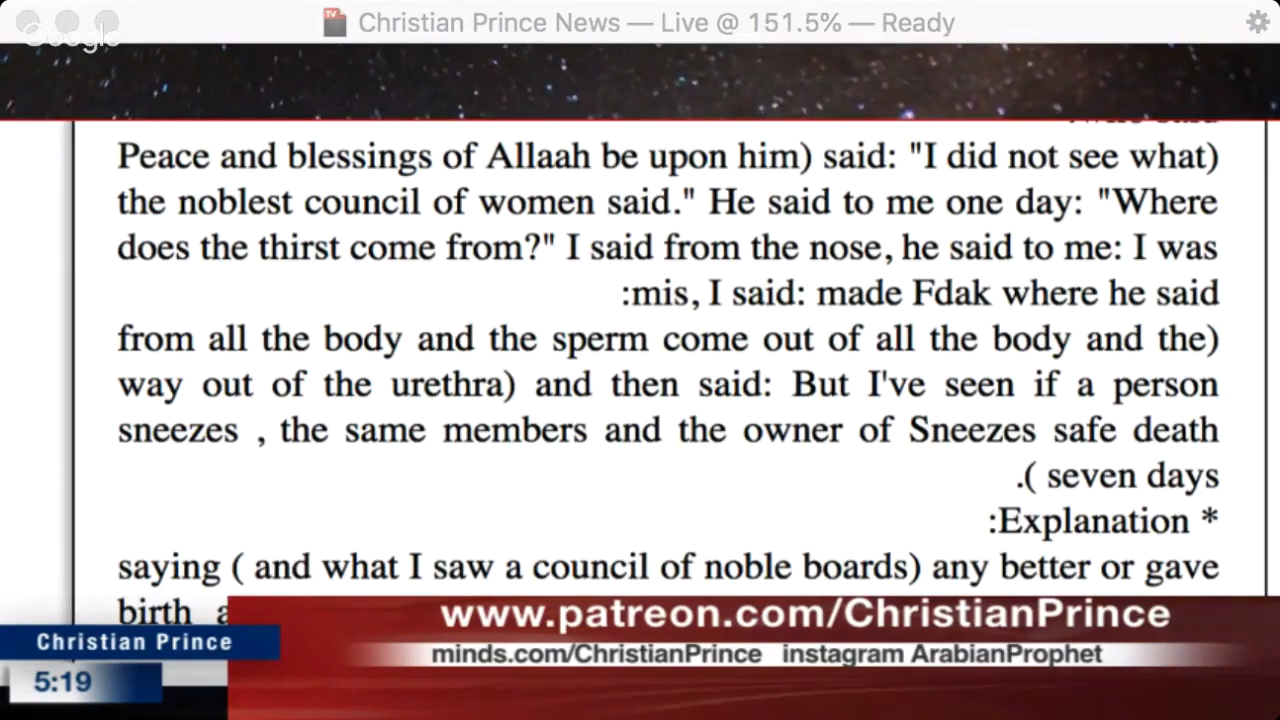 Christian Prince News — Live @ 151.5% — Ready
Google
Peace and blessings of Allaah be upon him) said: "I did not see what)
the noblest council of women said." He said to me one day: "Where
does the thirst come from?" I said from the nose, he said to me: I was
:mis, I said: made Fdak where he said
from all the body and the sperm come out of all the body and the)
way out of the urethra) and then said: But I've seen if a person
sneezes , the same members and the owner of Sneezes safe death
.( seven days
:Explanation *
saying ( and what I saw a council of noble boards) any better or gave
birth
www.patreon.com/ChristianPrince
Christian Prince
minds.com/ChristianPrince instagram ArabianProphet
5:19